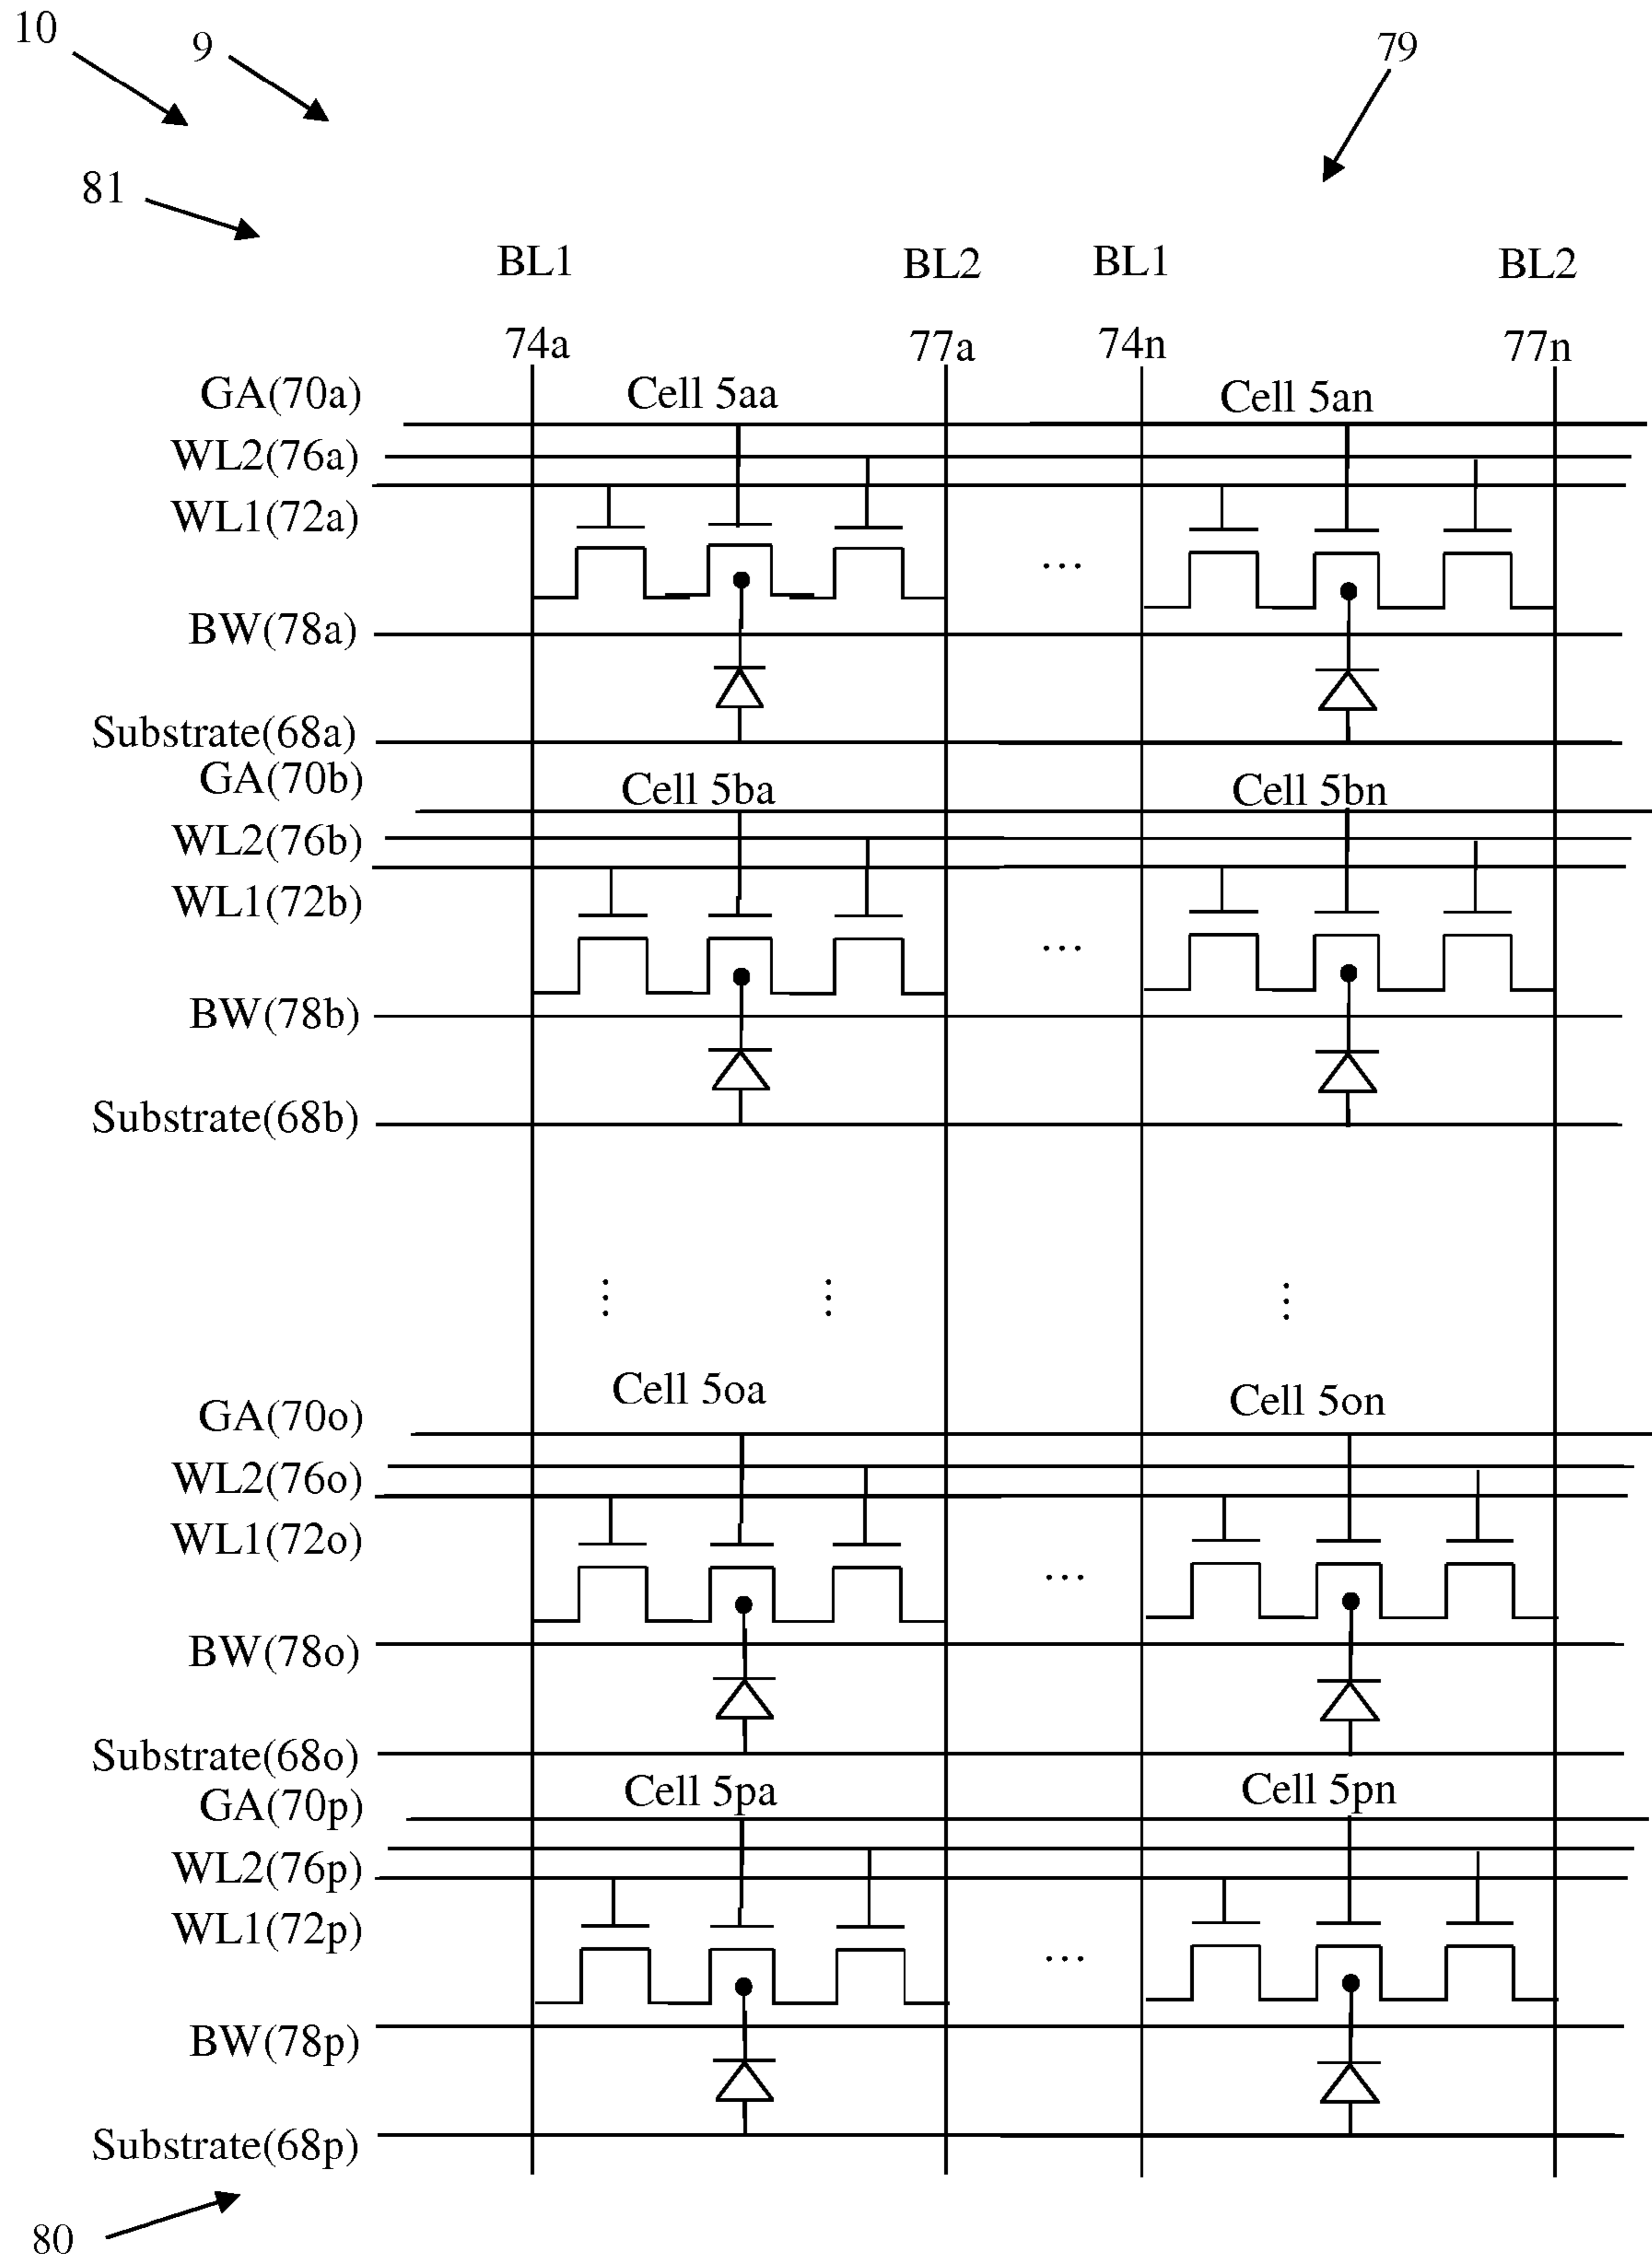 10
9
79
81
BL1 BL2 BL1 BL2
74a 77a 74n 77n
GA(70a) Cell 5aa Cell 5an
WL2(76a)
WL1(72a)
...
BW(78a)
Substrate(68a)
GA(70b) Cell 5ba Cell 5bn
WL2(76b)
WL1(72b)
...
BW(78b)
Substrate(68b)
Cell 5oa Cell 5on
GA(70o)
WL2(76o)
WL1(72o)
...
BW(78o)
Substrate(68o)
GA(70p) Cell 5pa Cell 5pn
WL2(76p)
WL1(72p)
...
BW(78p)
Substrate(68p)
80